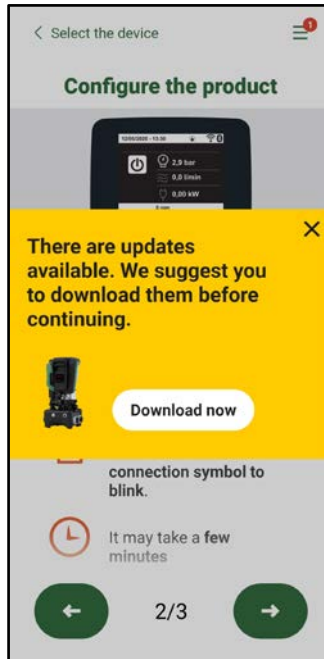 Select the device
1
Configure the product
12/05/2020 - 15:30
2,9 bar
0,0 l/min
0,00 kW
There are updates
available. We suggest you
to download them before
continuing.
Download now
connection symbol to
blink.
It may take a few
minutes
2/3